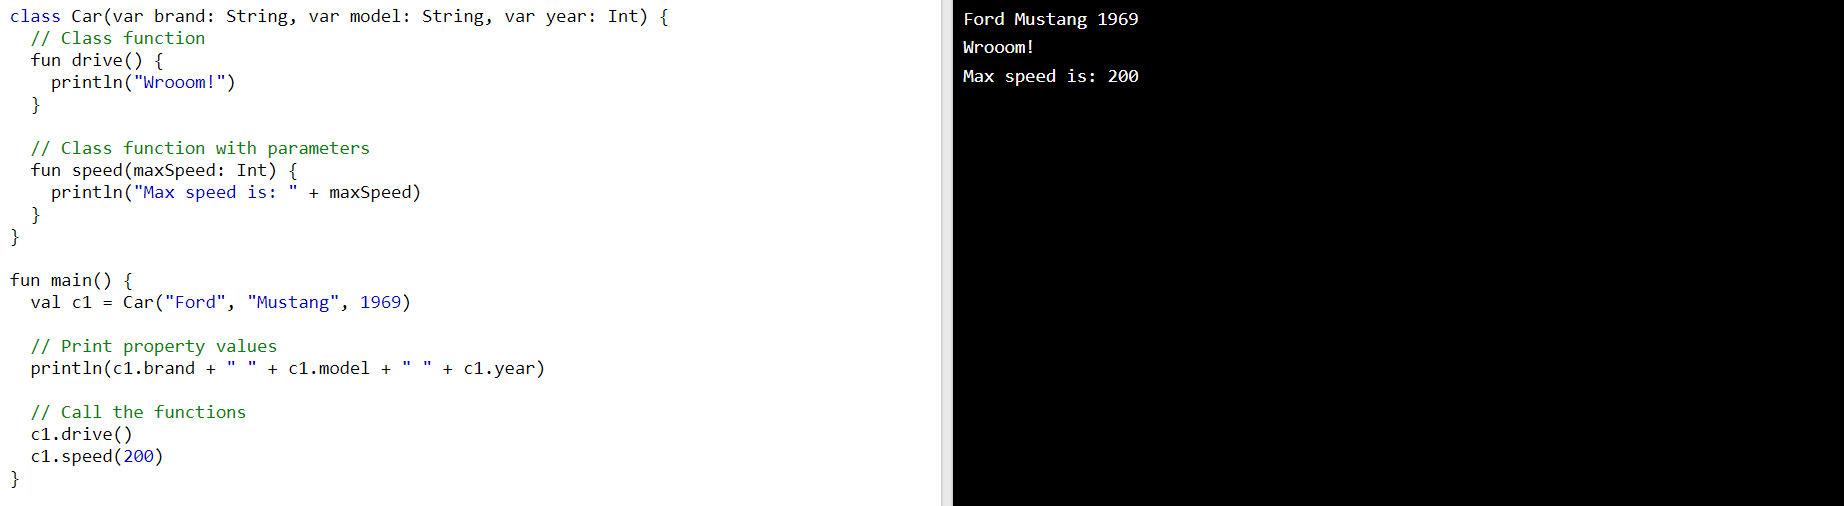 class Car(var brand: String, var model: String, var year: Int) {
  // Class function
  fun drive() {
    println("Wrooom!")
  }

  // Class function with parameters
  fun speed(maxSpeed: Int) {
    println("Max speed is: " + maxSpeed)
  }
}

fun main() {
  val c1 = Car("Ford", "Mustang", 1969)

  // Print property values
  println(c1.brand + " " + c1.model + " " + c1.year)

  // Call the functions
  c1.drive()
  c1.speed(200)
}
Ford Mustang 1969
Wrooom!
Max speed is: 200